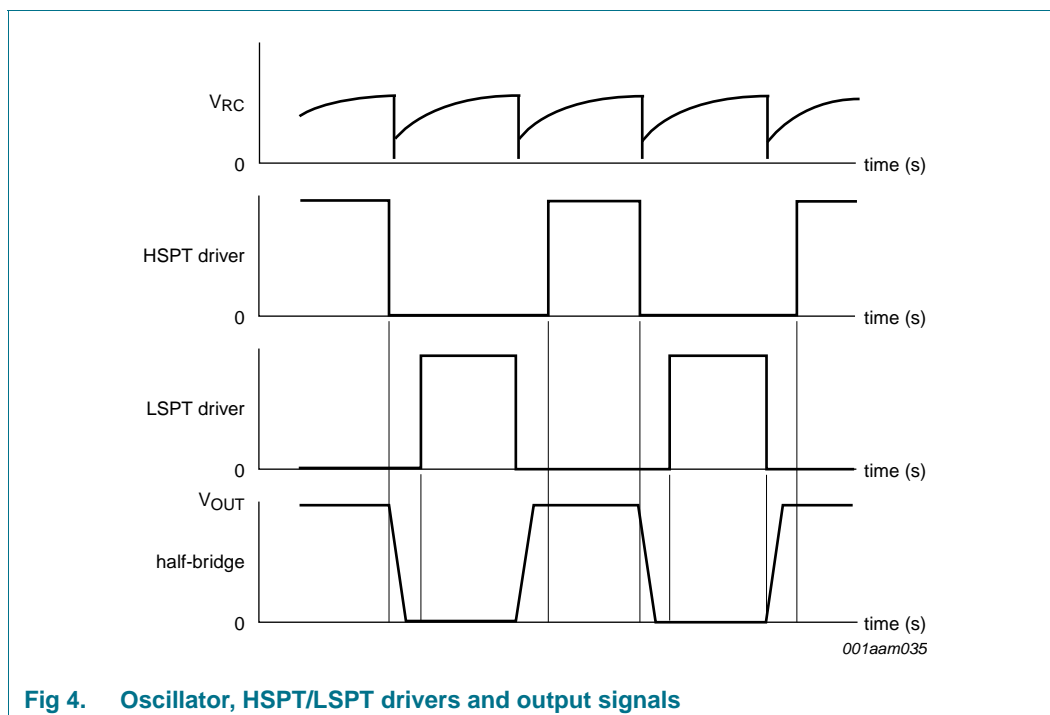 VRC
0
time (s)
HSPT driver
0
time (s)
LSPT driver
0
time (s)
VOUT
half-bridge
0
time (s)
001aam035
Fig 4. Oscillator, HSPT/LSPT drivers and output signals